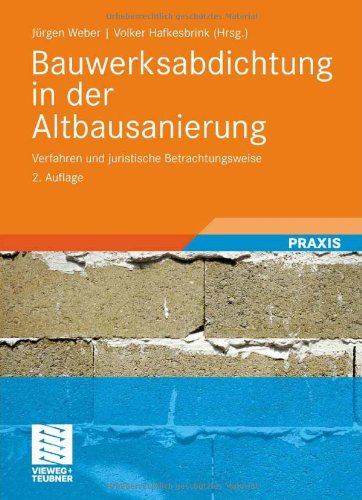 Urheberrechtlich geschütztes Material
Jürgen Weber | Volker Hafkesbrink (Hrsg.)
Bauwerksabdichtung
in der
Altbausanierung
Verfahren und juristische Betrachtungsweise
2. Auflage
PRAXIS
VIEWEG+
TEUBNER
Urheberrechtlich geschütztes Material